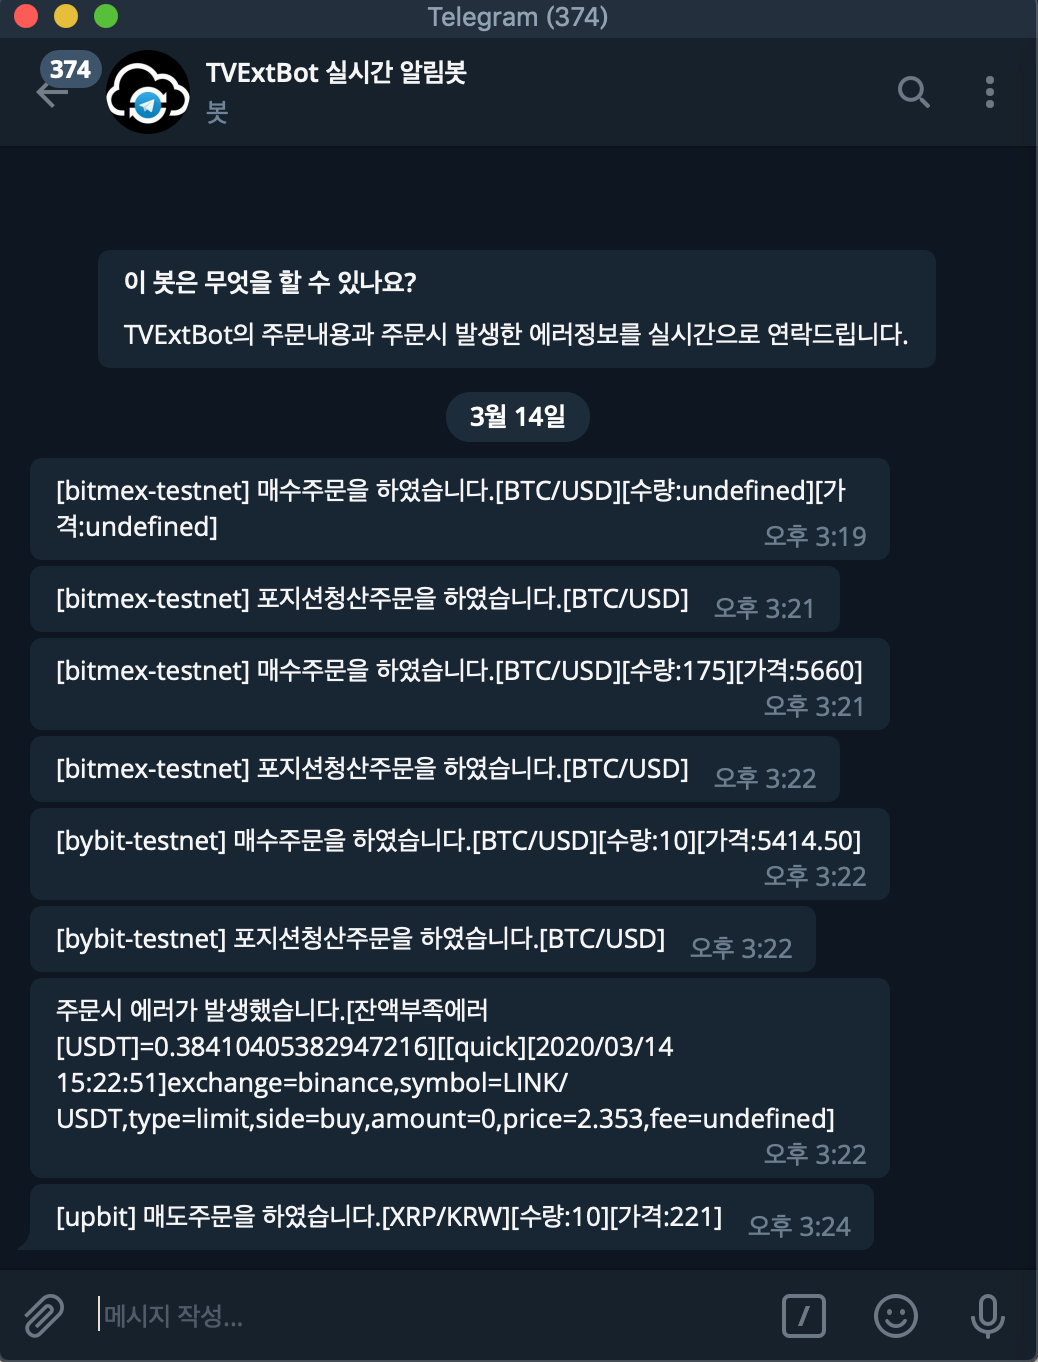 Telegram (374)
374
TVExtBot 실시간 알림봇
봇
이 봇은 무엇을 할 수 있나요?
TVExtBot의 주문내용과 주문시 발생한 에러정보를 실시간으로 연락드립니다.
3월 14일
[bitmex-testnet] 매수주문을 하였습니다.[BTC/USD][수량:undefined][가
격:undefined]
오후 3:19
[bitmex-testnet] 포지션청산주문을 하였습니다.[BTC/USD] 오후 3:21
[bitmex-testnet] 매수주문을 하였습니다.[BTC/USD][수량:175][가격:5660]
오후 3:21
[bitmex-testnet] 포지션청산주문을 하였습니다.[BTC/USD] 오후 3:22
[bybit-testnet] 매수주문을 하였습니다.[BTC/USD][수량:10][가격:5414.50]
오후 3:22
[bybit-testnet] 포지션청산주문을 하였습니다.[BTC/USD] 오후 3:22
주문시 에러가 발생했습니다.[잔액부족에러
[USDT]=0.38410405382947216][[quick][2020/03/14
15:22:51]exchange=binance,symbol=LINK/
USDT,type=limit,side=buy,amount=0,price=2.353,fee=undefined]
오후 3:22
[upbit] 매도주문을 하였습니다.[XRP/KRW][수량:10][가격:221] 오후 3:24
메시지 작성...